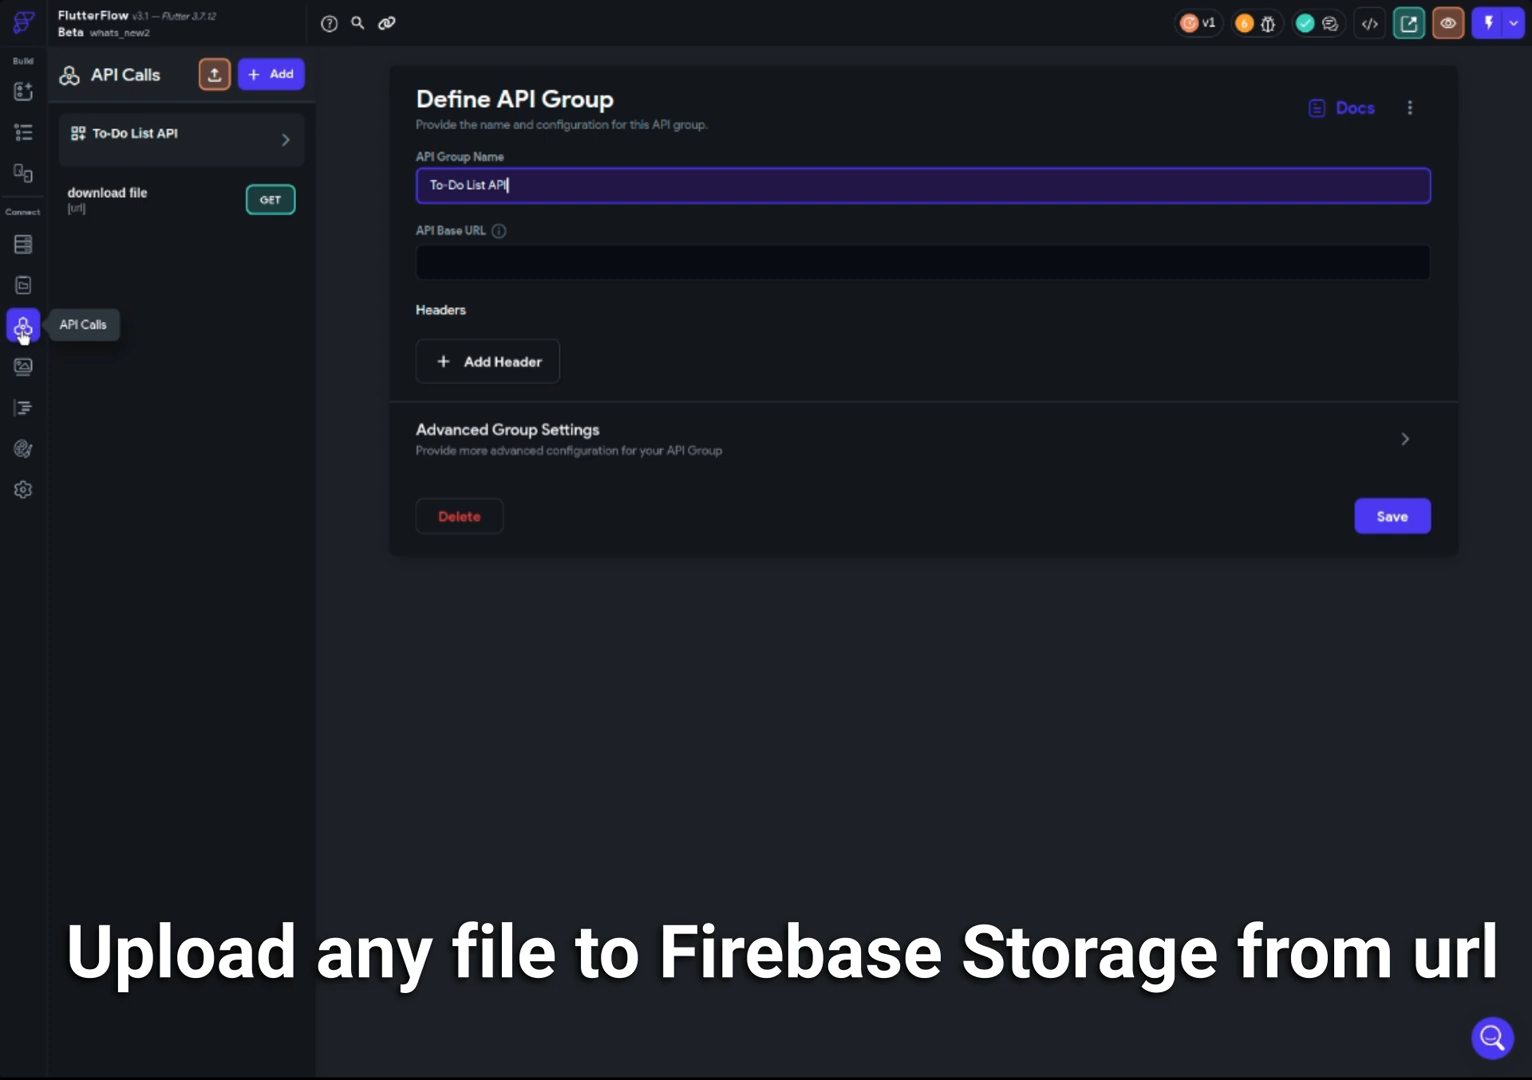 FlutterFlow v3.1 — Flutter 3.7.12
Beta whats_new2
v1
6
Build
API Calls
+ Add
To-Do List API
download file
[url]
GET
Connect
API Calls
Define API Group
Provide the name and configuration for this API group.
Docs
API Group Name
To-Do List API
API Base URL
Headers
+ Add Header
Advanced Group Settings
Provide more advanced configuration for your API Group
Delete
Save
Upload any file to Firebase Storage from url